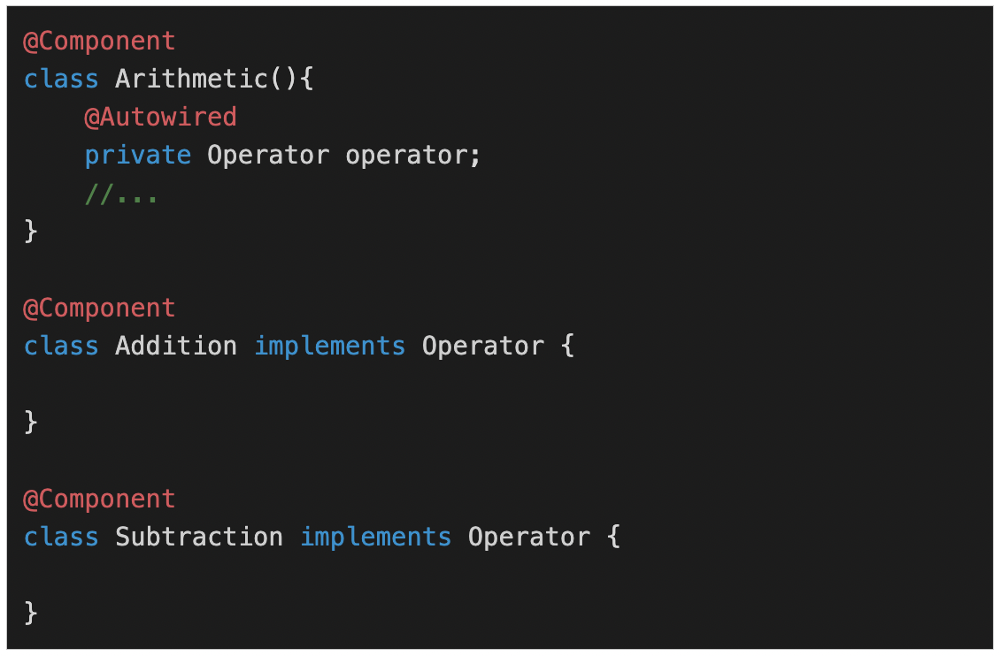 @Component
class Arithmetic(){
    @Autowired
    private Operator operator;
    //...
}
@Component
class Addition implements Operator {
}
@Component
class Subtraction implements Operator {
}